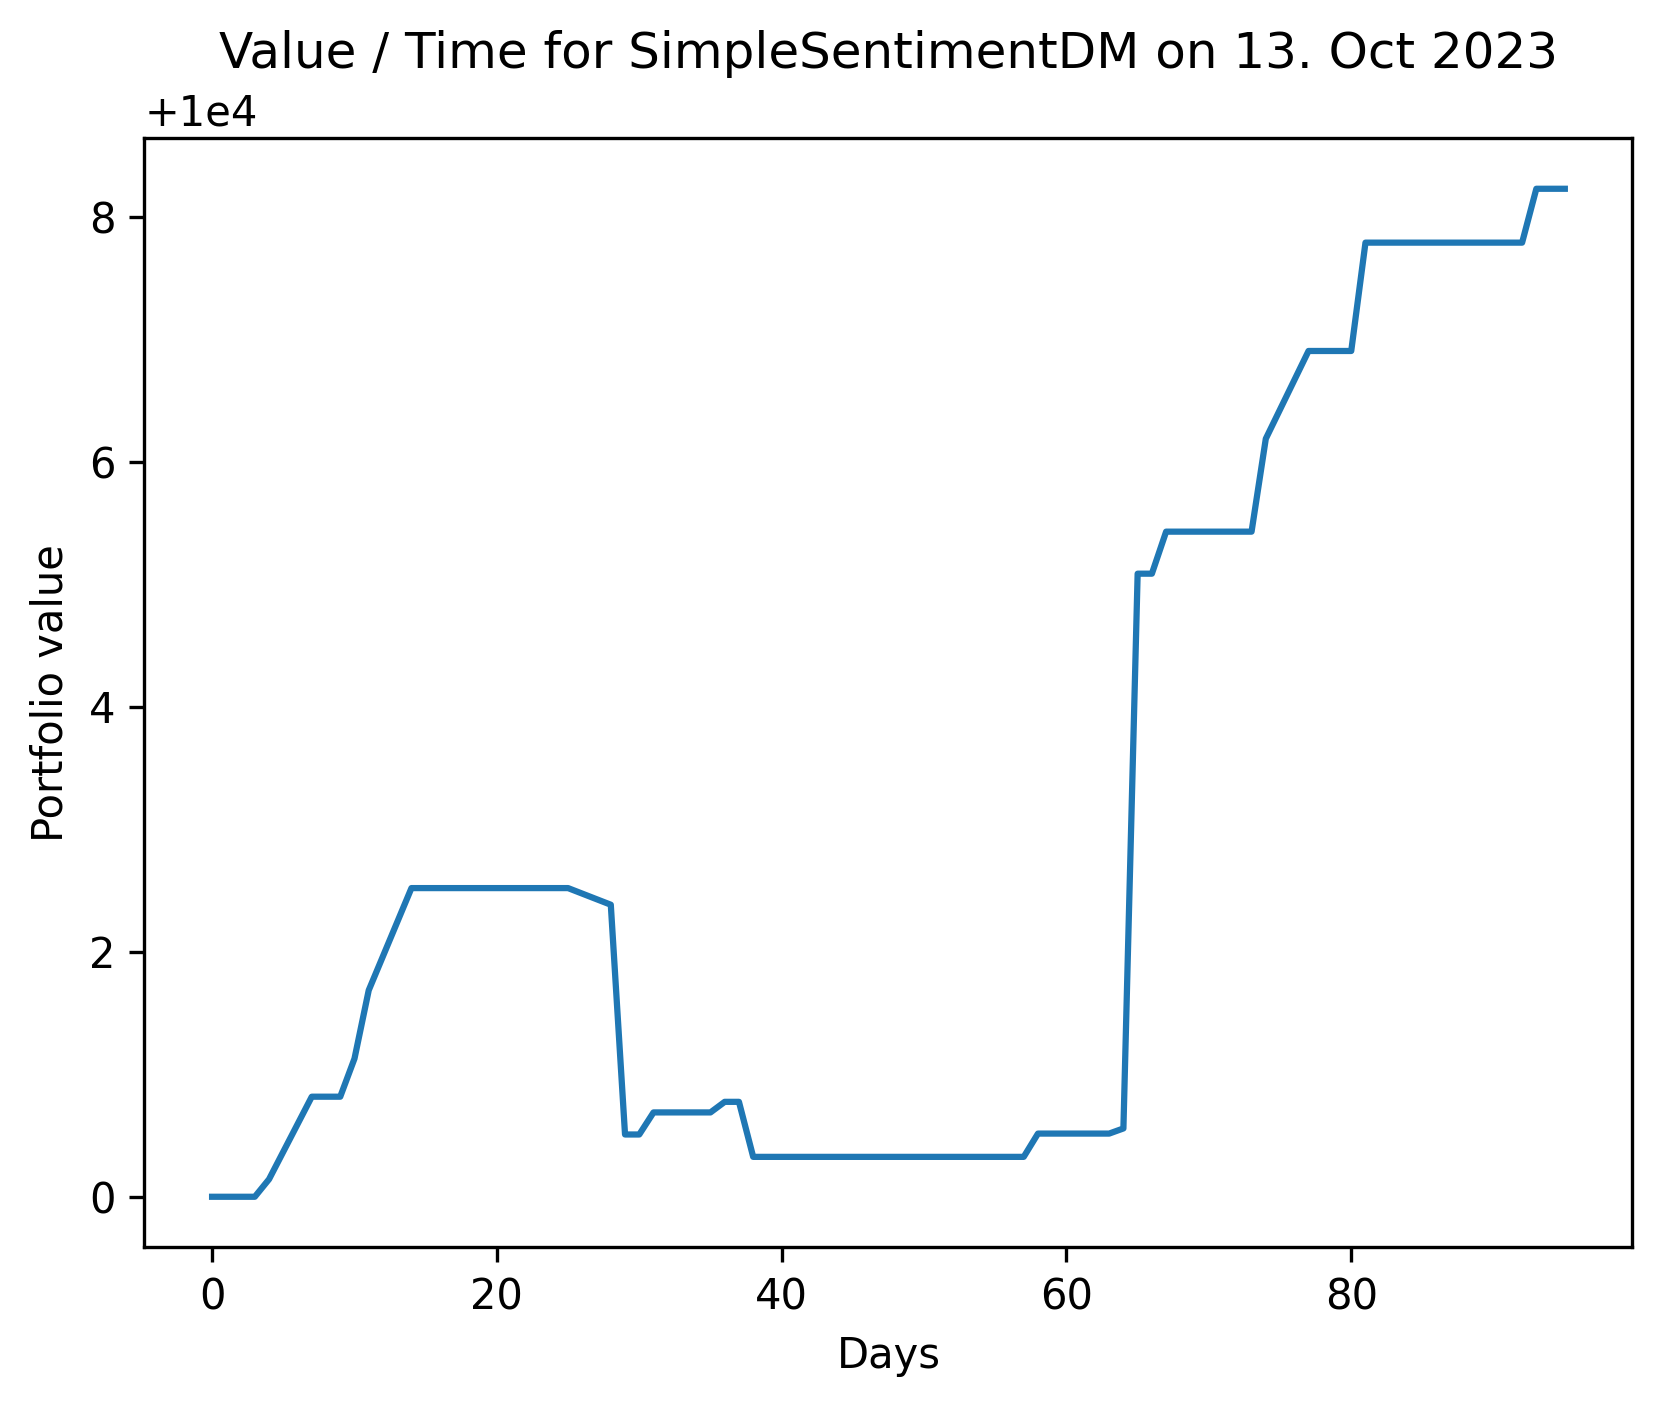 Value / Time for SimpleSentimentDM on 13. Oct 2023
+1e4
8
6
4
2
0
Portfolio value
0 20 40 60 80
Days